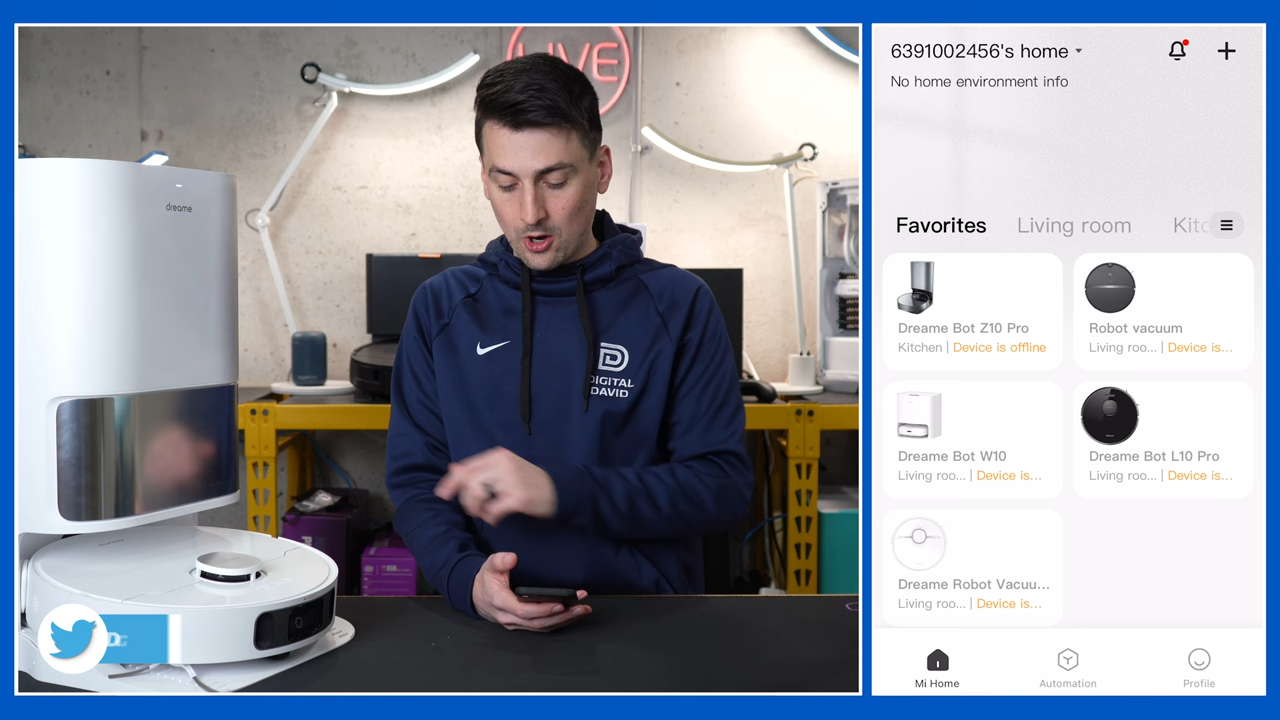 LIVE
dreame
DIGITAL
DAVID
6391002456's home
No home environment info
Favorites
Living room
Kitc
Dreame Bot Z10 Pro
Kitchen | Device is offline
Robot vacuum
Living roo... | Device is...
Dreame Bot W10
Living roo... | Device is...
Dreame Bot L10 Pro
Living roo... | Device is...
Dreame Robot Vacuu...
Living roo... | Device is...
Mi Home
Automation
Profile